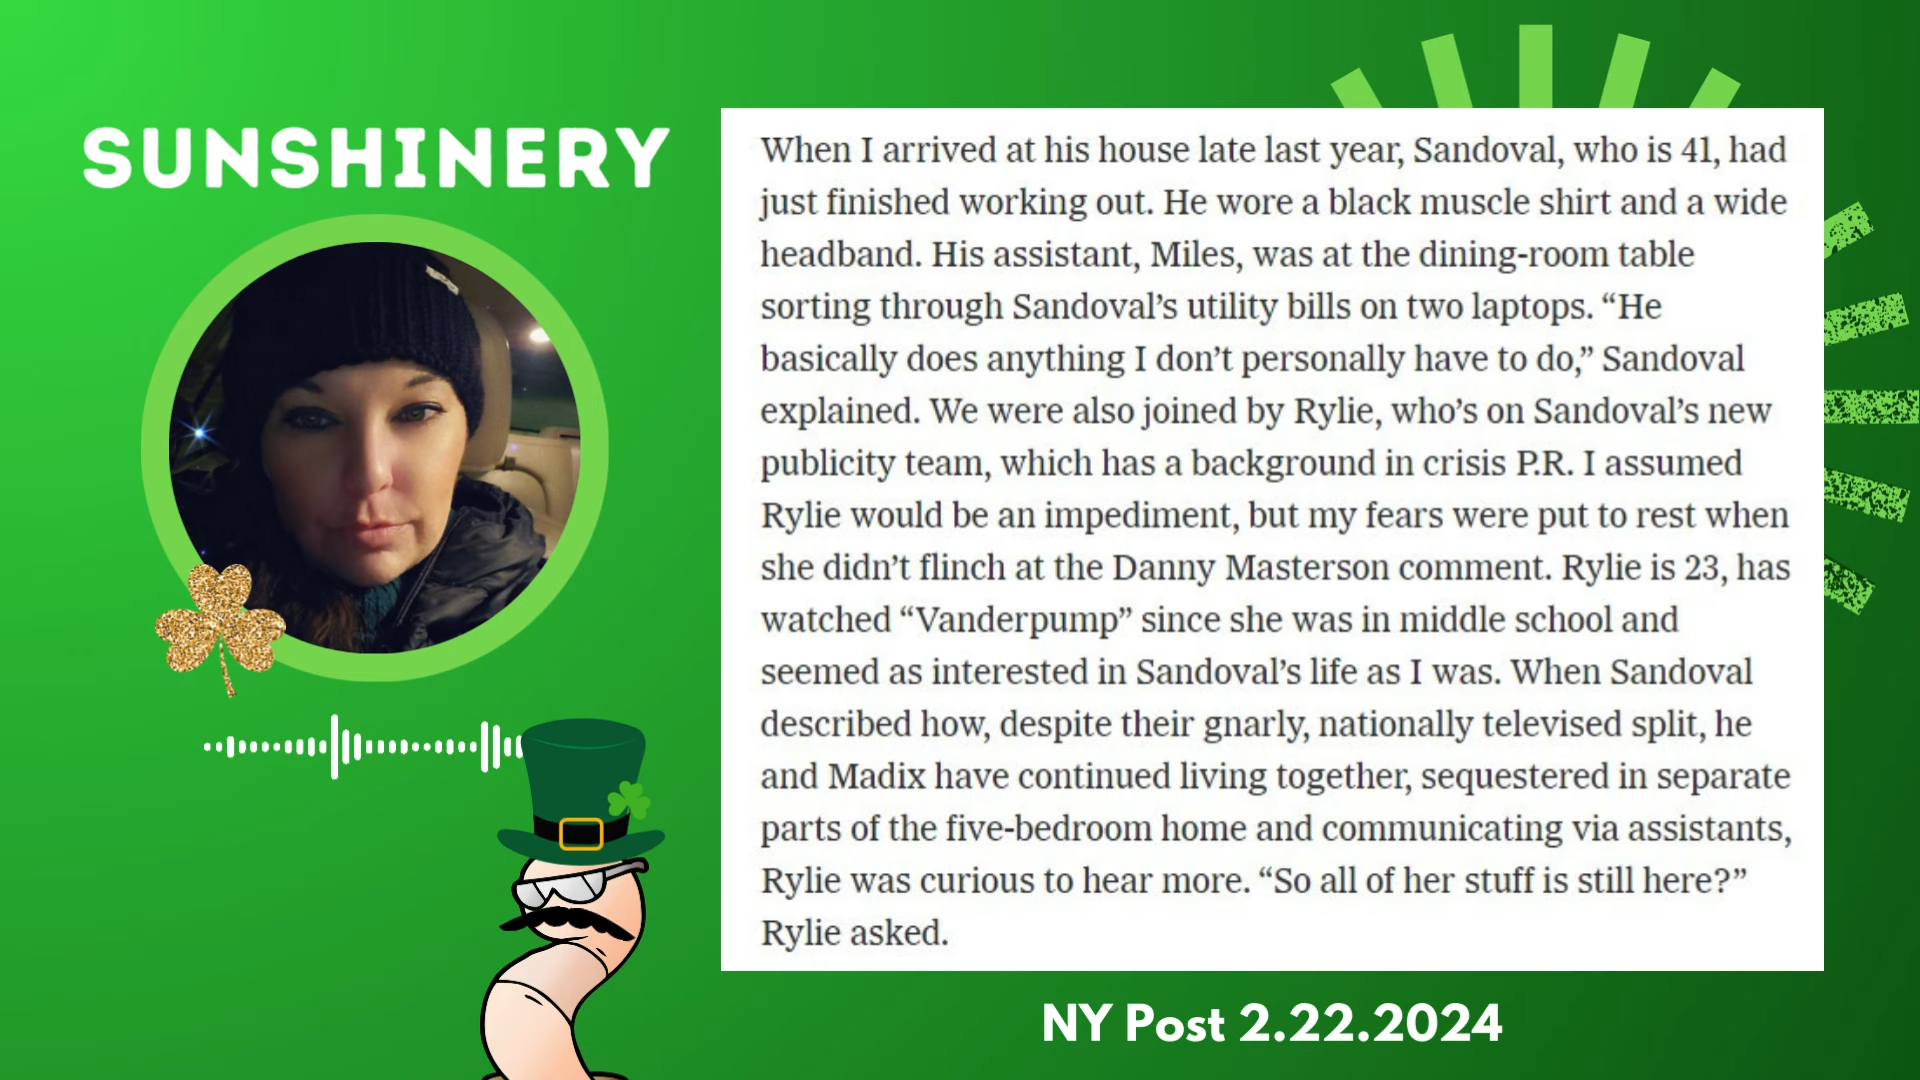 SUNSHINERY
When I arrived at his house late last year, Sandoval, who is 41, had
just finished working out. He wore a black muscle shirt and a wide
headband. His assistant, Miles, was at the dining-room table
sorting through Sandoval’s utility bills on two laptops. “He
basically does anything I don’t personally have to do,” Sandoval
explained. We were also joined by Rylie, who’s on Sandoval’s new
publicity team, which has a background in crisis P.R. I assumed
Rylie would be an impediment, but my fears were put to rest when
she didn’t flinch at the Danny Masterson comment. Rylie is 23, has
watched “Vanderpump” since she was in middle school and
seemed as interested in Sandoval’s life as I was. When Sandoval
described how, despite their gnarly, nationally televised split, he
and Madix have continued living together, sequestered in separate
parts of the five-bedroom home and communicating via assistants,
Rylie was curious to hear more. “So all of her stuff is still here?”
Rylie asked.
NY Post 2.22.2024